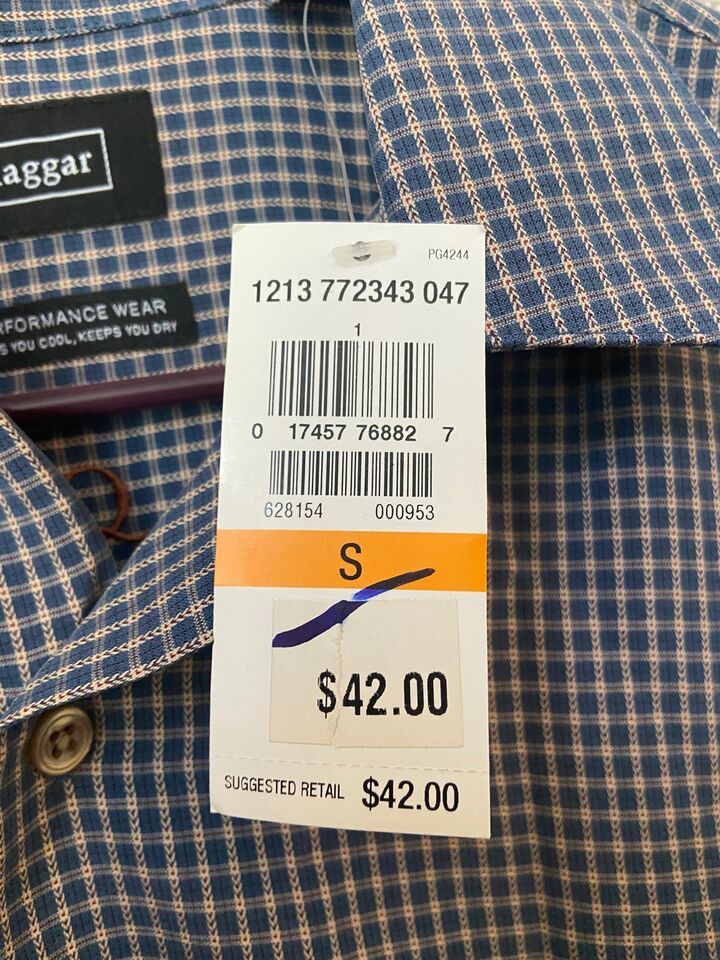 aggar
RFORMANCE WEAR
S YOU COOL, KEEPS YOU DRY
PG4244
1213 772343 047
1
0 17457 76882 7
628154 000953
S
$42.00
SUGGESTED RETAIL $42.00